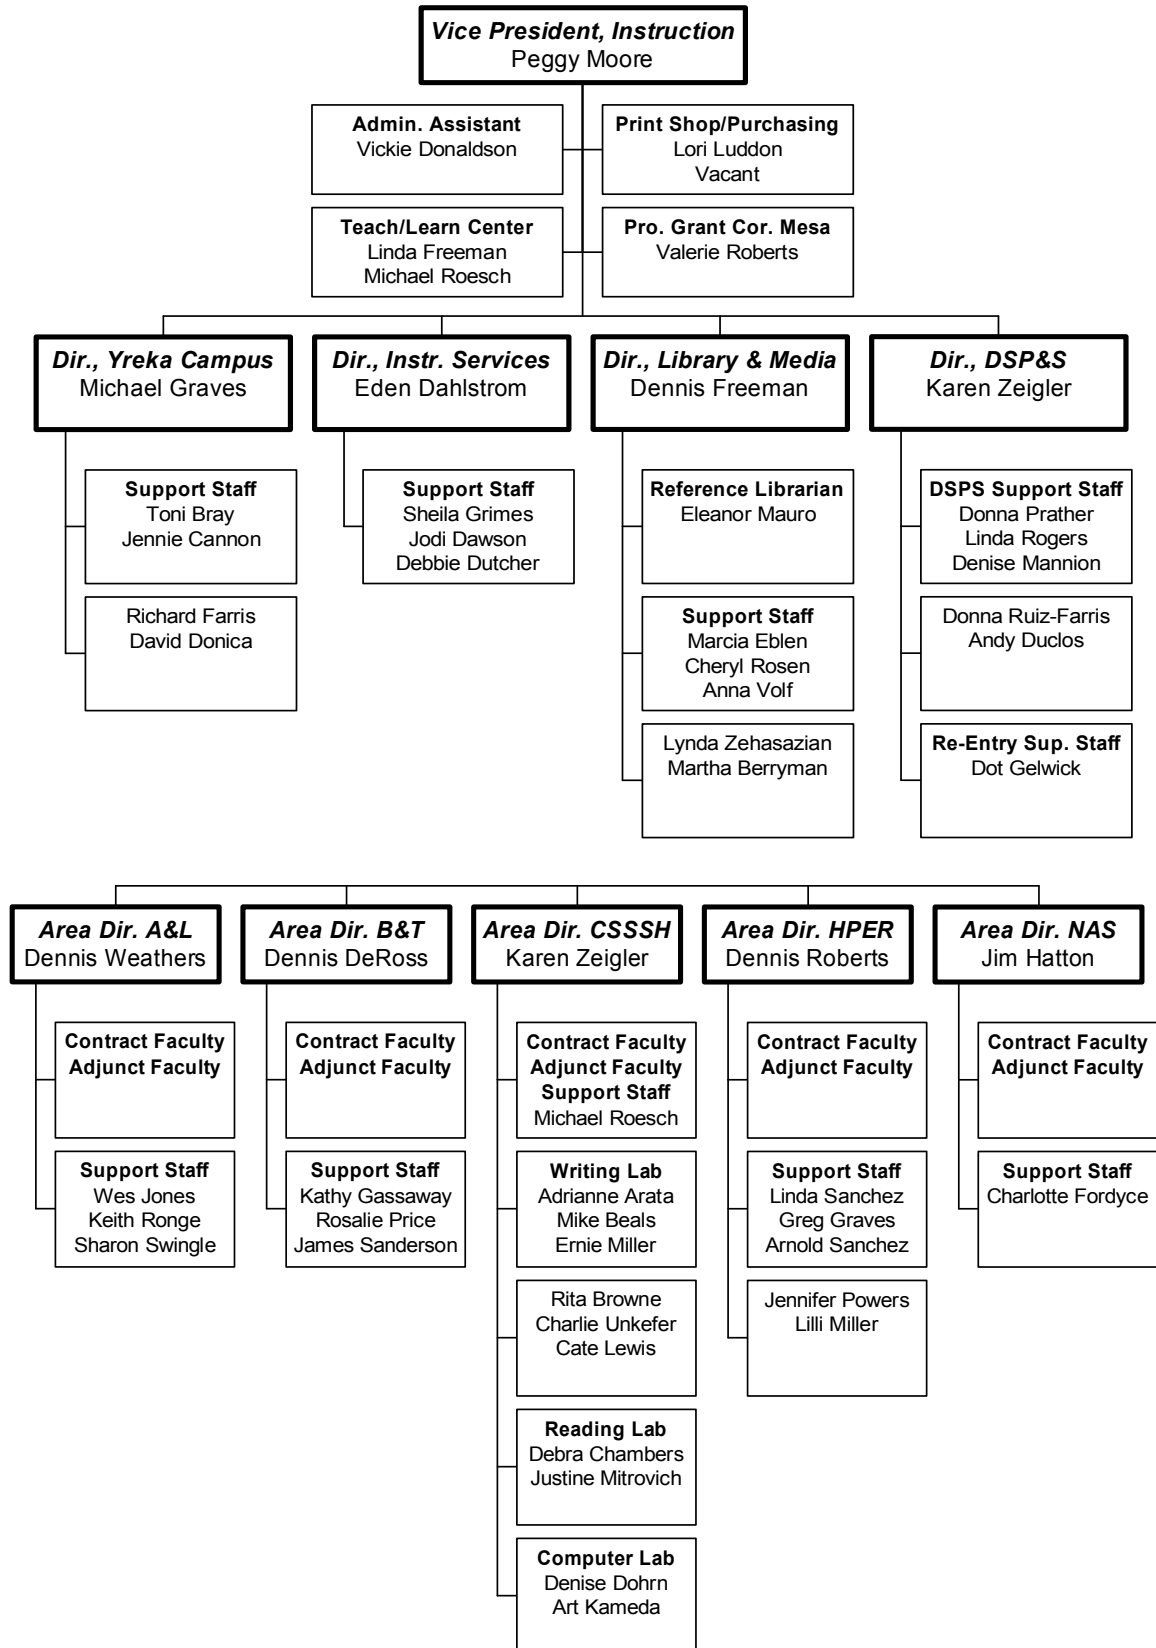 Vice President, Instruction
Peggy Moore
Admin. Assistant
Vickie Donaldson
Print Shop/Purchasing
Lori Luddon
Vacant
Teach/Learn Center
Linda Freeman
Michael Roesch
Pro. Grant Cor. Mesa
Valerie Roberts
Dir., Yreka Campus
Michael Graves
Dir., Instr. Services
Eden Dahlstrom
Dir., Library & Media
Dennis Freeman
Dir., DSP&S
Karen Zeigler
Support Staff
Toni Bray
Jennie Cannon
Richard Farris
David Donica
Support Staff
Sheila Grimes
Jodi Dawson
Debbie Dutcher
Reference Librarian
Eleanor Mauro
Support Staff
Marcia Eblen
Cheryl Rosen
Anna Volf
Lynda Zehasazian
Martha Berryman
DSPS Support Staff
Donna Prather
Linda Rogers
Denise Mannion
Donna Ruiz-Farris
Andy Duclos
Re-Entry Sup. Staff
Dot Gelwick
Area Dir. A&L
Dennis Weathers
Area Dir. B&T
Dennis DeRoss
Area Dir. CSSSH
Karen Zeigler
Area Dir. HPER
Dennis Roberts
Area Dir. NAS
Jim Hatton
Contract Faculty
Adjunct Faculty
Support Staff
Wes Jones
Keith Ronge
Sharon Swingle
Contract Faculty
Adjunct Faculty
Support Staff
Kathy Gassaway
Rosalie Price
James Sanderson
Contract Faculty
Adjunct Faculty
Support Staff
Michael Roesch
Writing Lab
Adrianne Arata
Mike Beals
Ernie Miller
Rita Browne
Charlie Unkefer
Cate Lewis
Reading Lab
Debra Chambers
Justine Mitrovich
Computer Lab
Denise Dohrn
Art Kameda
Contract Faculty
Adjunct Faculty
Support Staff
Linda Sanchez
Greg Graves
Arnold Sanchez
Jennifer Powers
Lilli Miller
Contract Faculty
Adjunct Faculty
Support Staff
Charlotte Fordyce